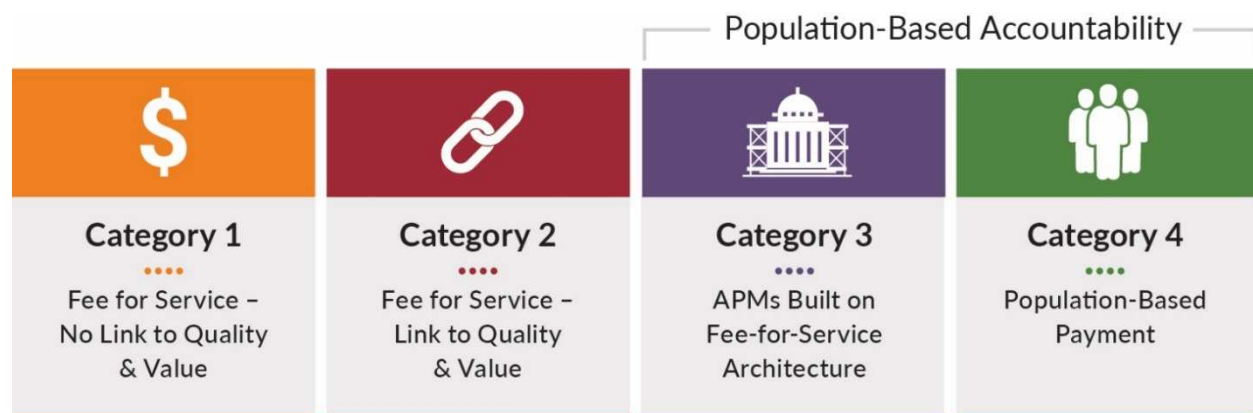 Population-Based Accountability
$
Category 1
Fee for Service –
No Link to Quality
& Value
Category 2
Fee for Service –
Link to Quality
& Value
Category 3
APMs Built on
Fee-for-Service
Architecture
Category 4
Population-Based
Payment